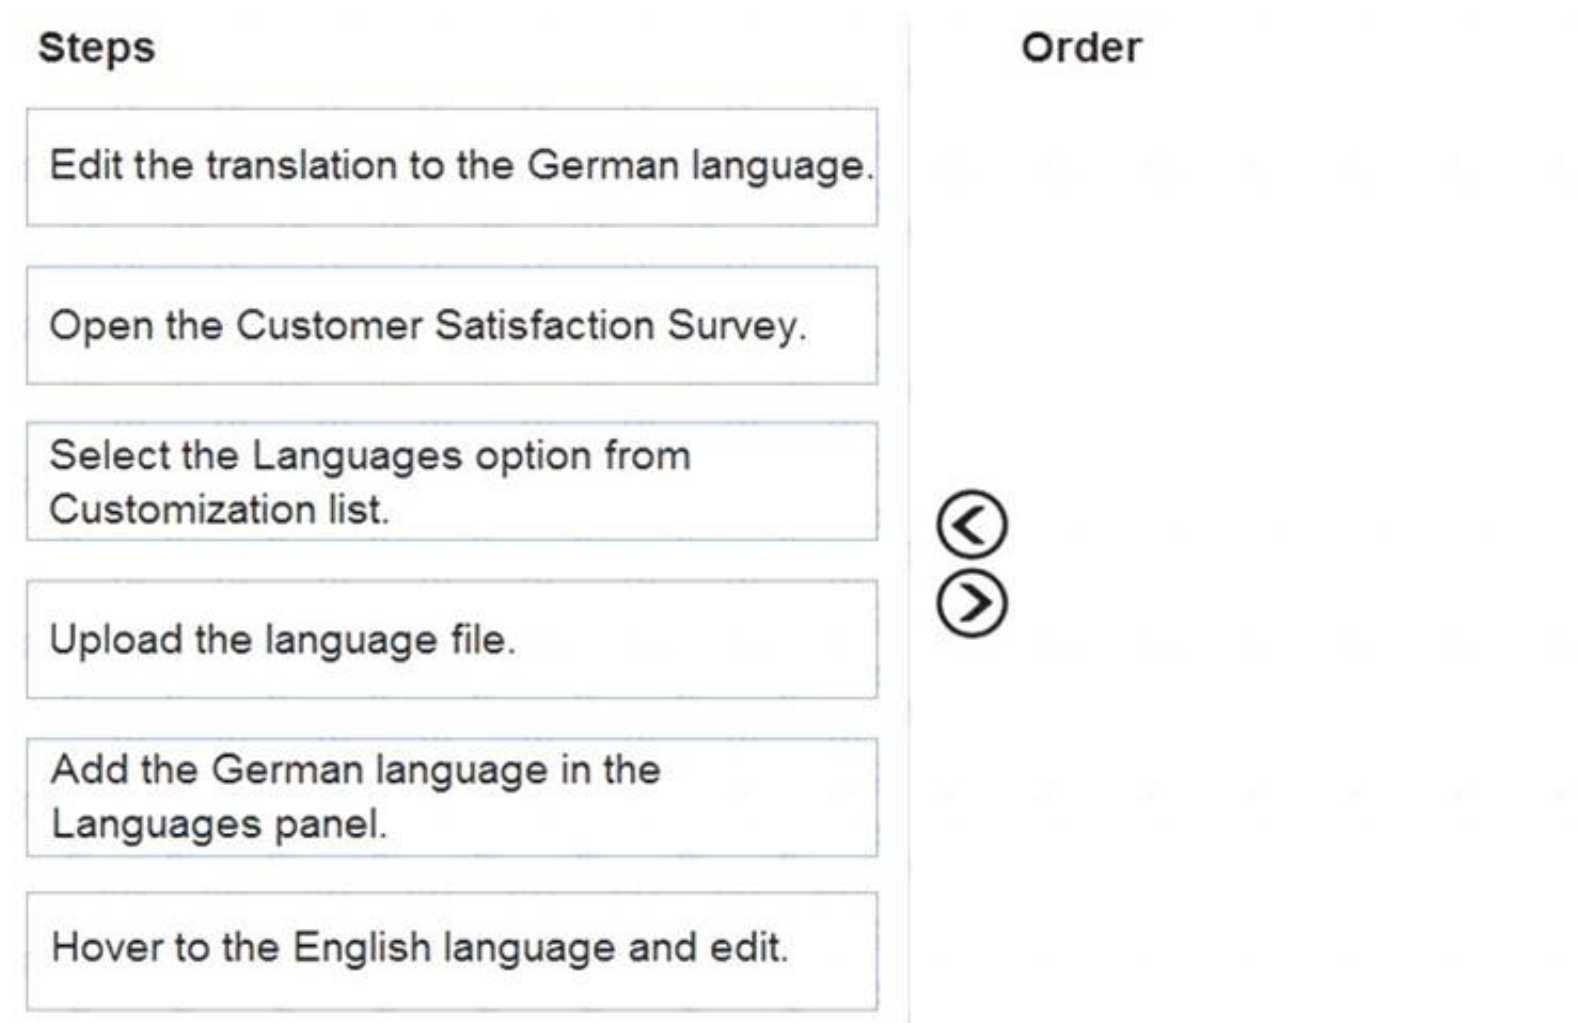 Steps
Order
Edit the translation to the German language.
Open the Customer Satisfaction Survey.
Select the Languages option from
Customization list.
Upload the language file.
Add the German language in the
Languages panel.
Hover to the English language and edit.